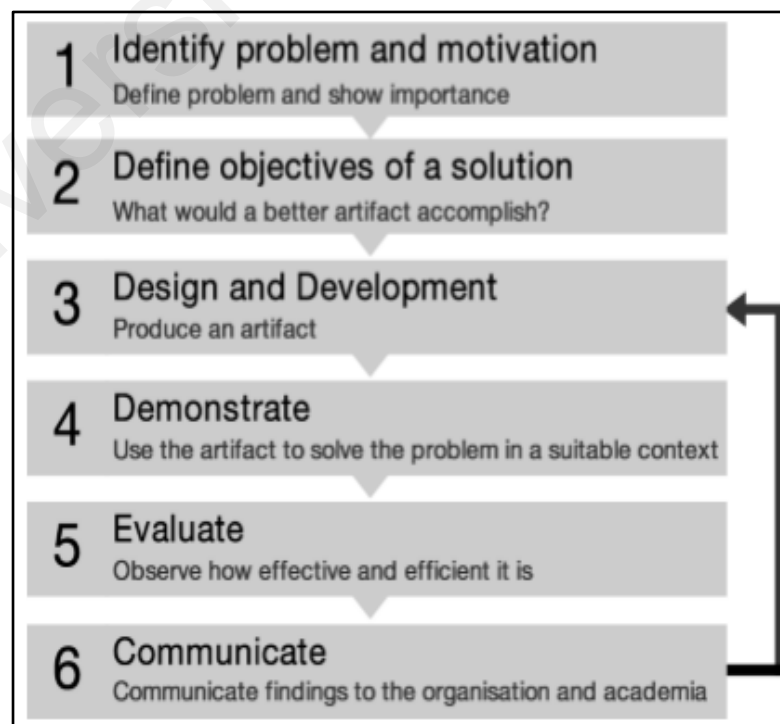 1
Identify problem and motivation
Define problem and show importance
2
Define objectives of a solution
What would a better artifact accomplish?
3
Design and Development
Produce an artifact
4
Demonstrate
Use the artifact to solve the problem in a suitable context
5
Evaluate
Observe how effective and efficient it is
6
Communicate
Communicate findings to the organisation and academia